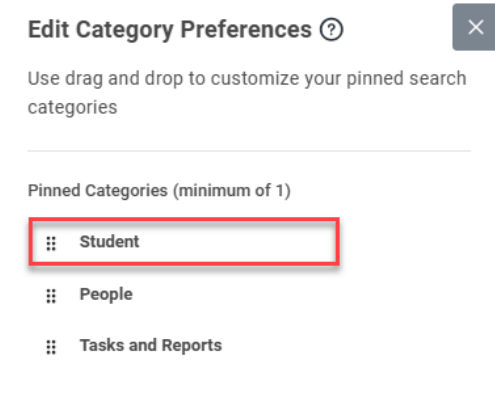 Edit Category Preferences ?
Use drag and drop to customize your pinned search
categories
Pinned Categories (minimum of 1)
Student
People
Tasks and Reports